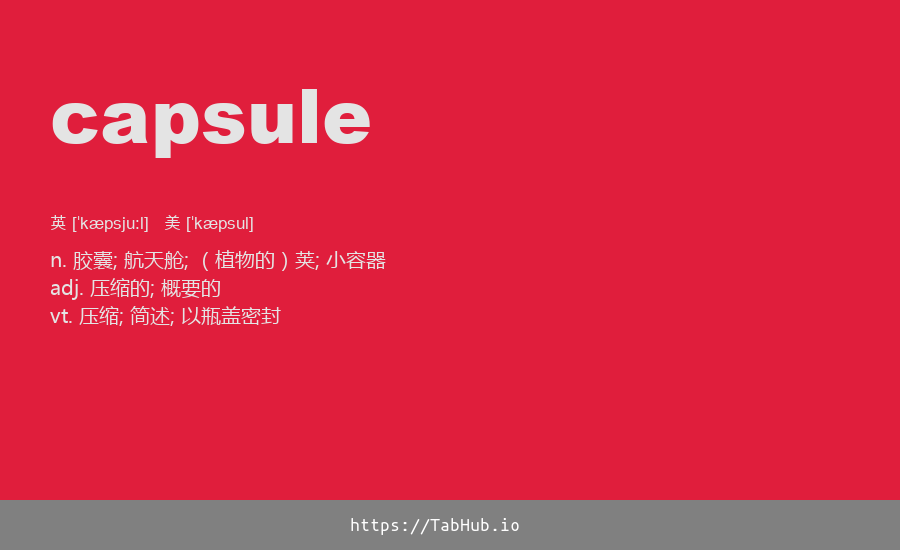 capsule
英 ['kæpsju:l] 美 ['kæpsul]
n. 胶囊; 航天舱; （植物的）荚; 小容器
adj. 压缩的; 概要的
vt. 压缩; 简述; 以瓶盖密封
https://TabHub.io